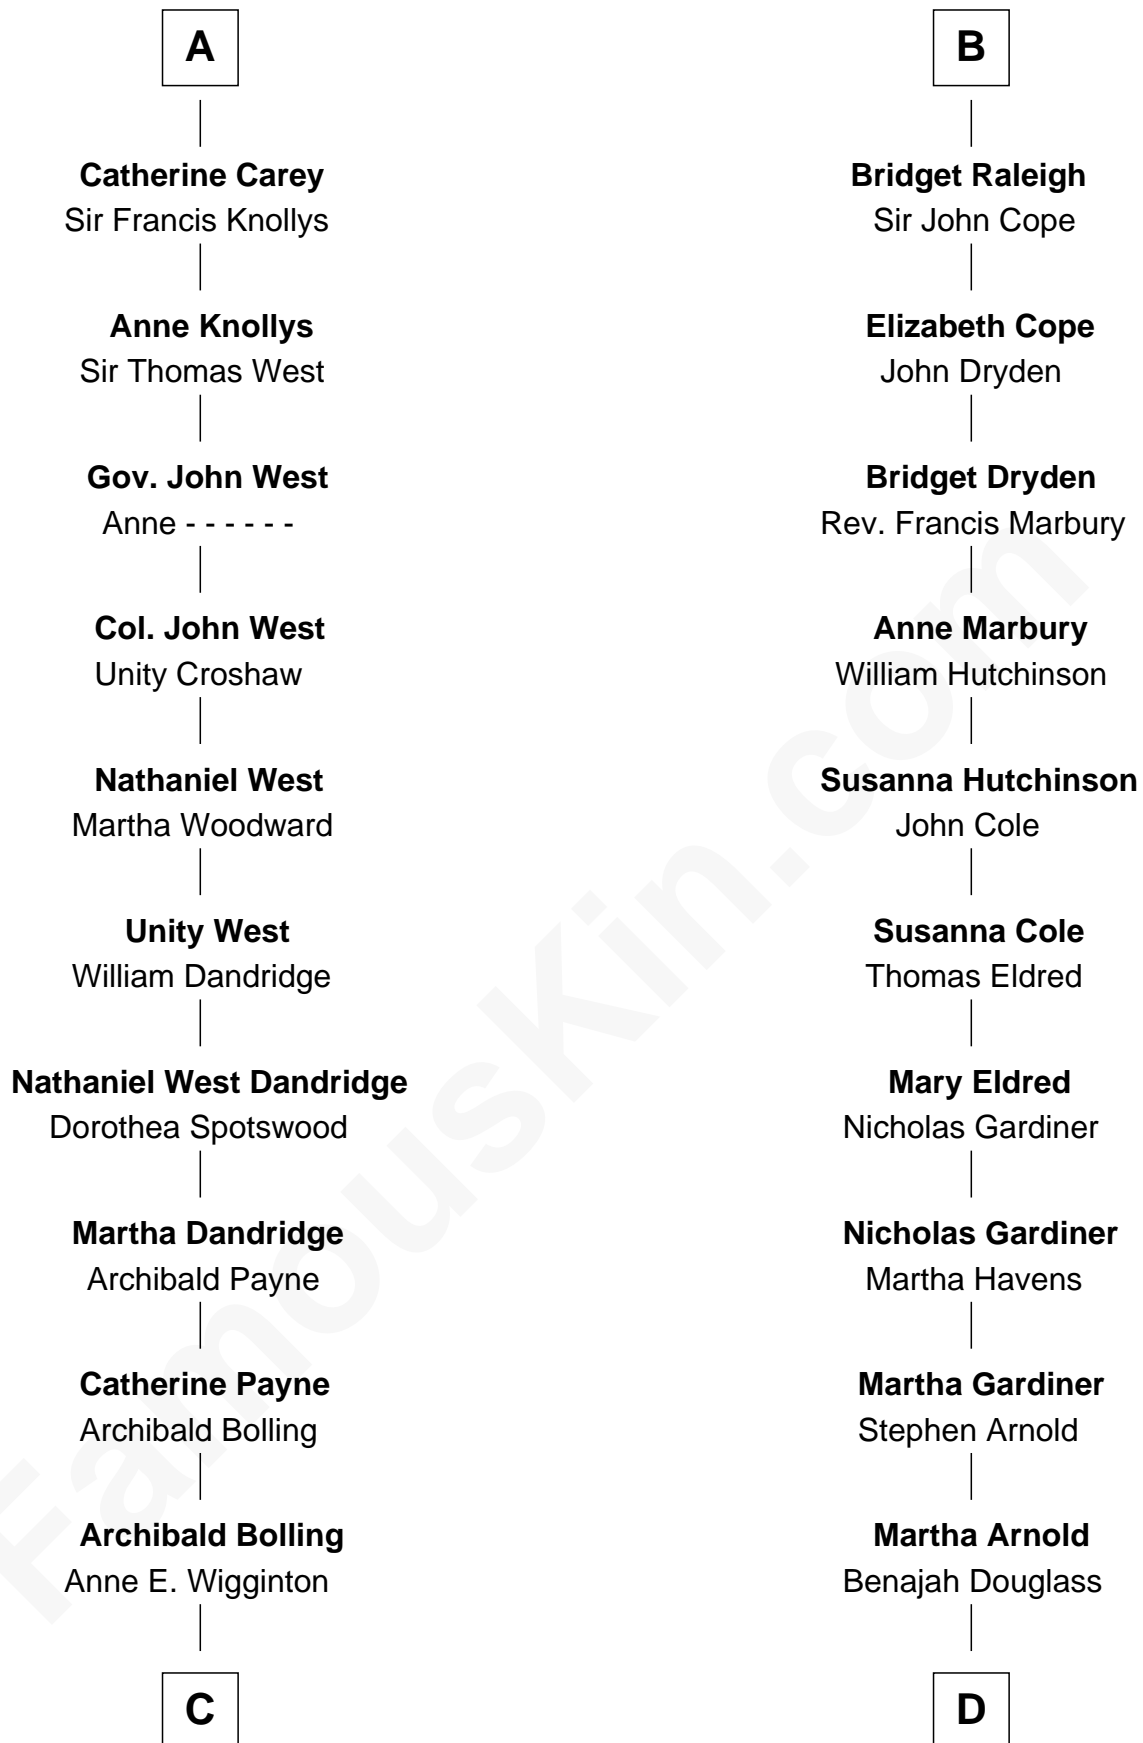 A
Catherine Carey
Sir Francis Knollys
Anne Knollys
Sir Thomas West
Gov. John West
Anne - - - - - -
Col. John West
Unity Croshaw
Nathaniel West
Martha Woodward
Unity West
William Dandridge
Nathaniel West Dandridge
Dorothea Spotswood
Martha Dandridge
Archibald Payne
Catherine Payne
Archibald Bolling
Archibald Bolling
Anne E. Wigginton
C
B
Bridget Raleigh
Sir John Cope
Elizabeth Cope
John Dryden
Bridget Dryden
Rev. Francis Marbury
Anne Marbury
William Hutchinson
Susanna Hutchinson
John Cole
Susanna Cole
Thomas Eldred
Mary Eldred
Nicholas Gardiner
Nicholas Gardiner
Martha Havens
Martha Gardiner
Stephen Arnold
Martha Arnold
Benajah Douglass
D
FamousKin.com